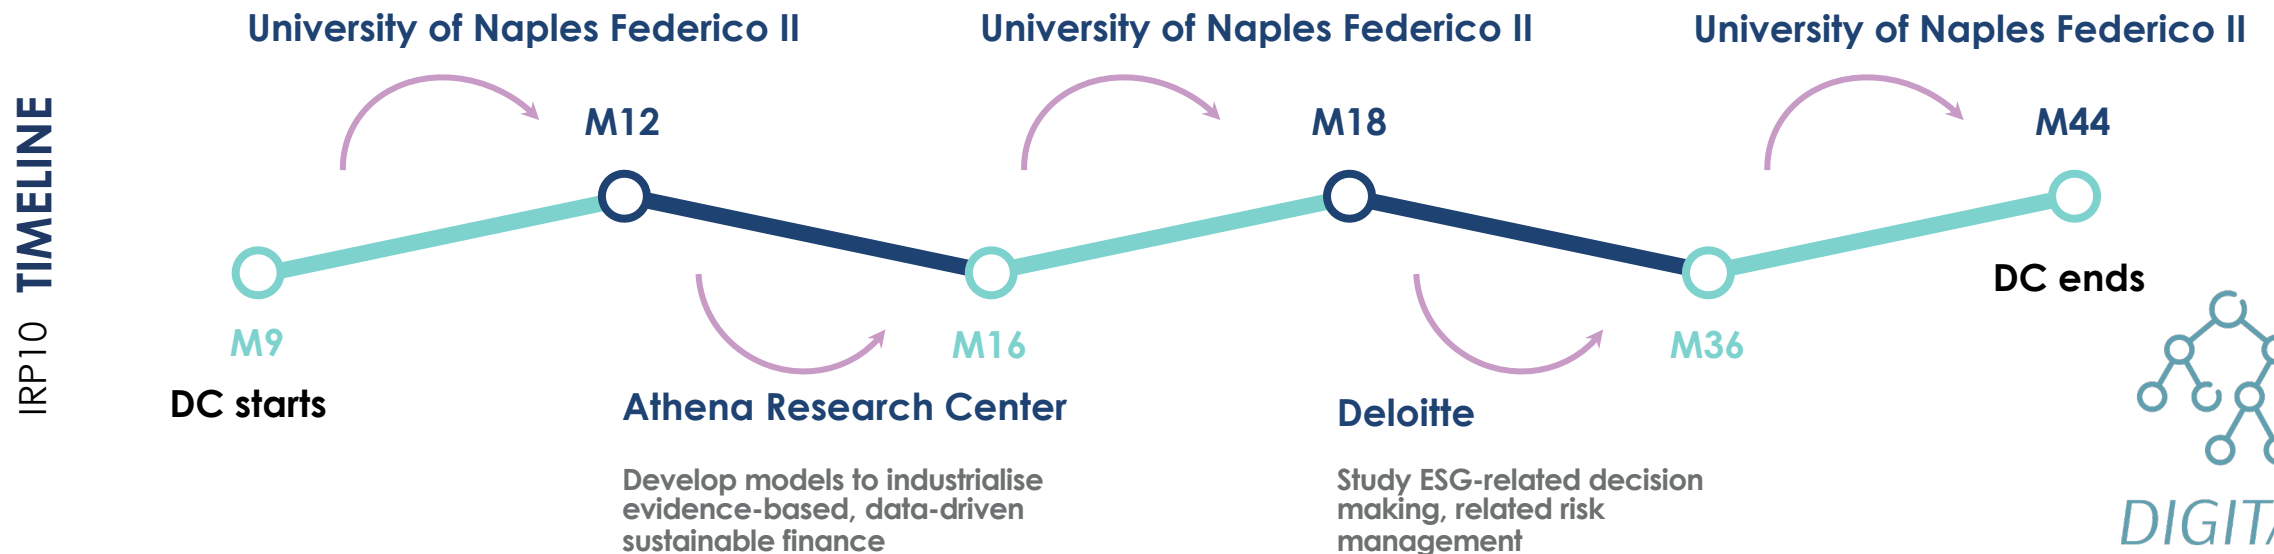 IRP10 TIMELINE
University of Naples Federico II
University of Naples Federico II
University of Naples Federico II
M12
M18
M44
M9
M16
M36
DC starts
DC ends
Athena Research Center
Develop models to industrialise
evidence-based, data-driven
sustainable finance
Deloitte
Study ESG-related decision
making, related risk
management